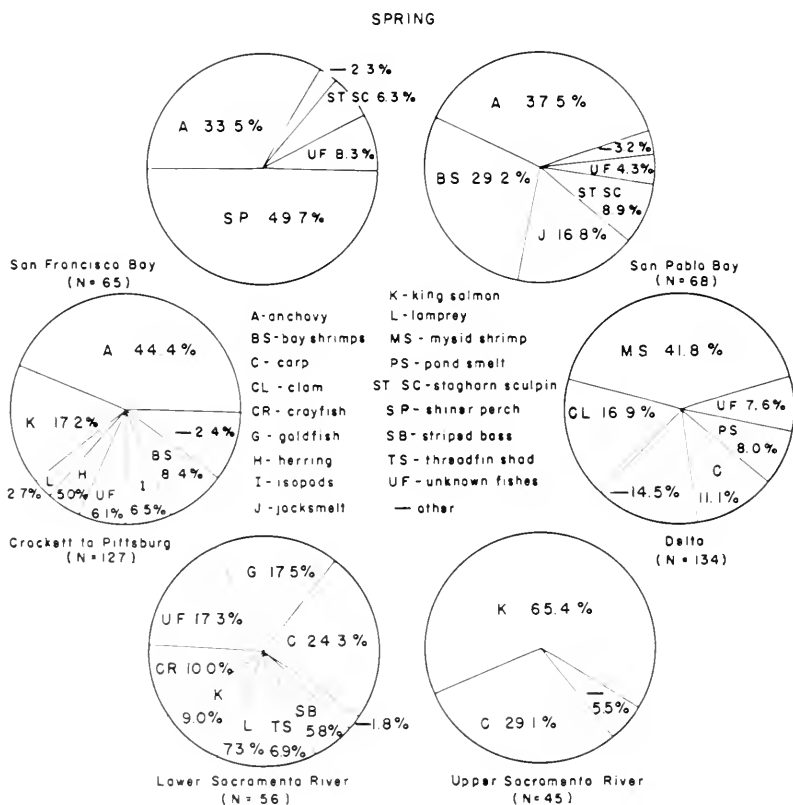 SPRING
A 33.5%
— 2.3%
ST SC 6.3%
UF 8.3%
SP 49.7%
San Francisco Bay
(N = 65)
A 37.5%
— 3.2%
UF 4.3%
ST SC
8.9%
J 16.8%
BS 29.2%
San Pablo Bay
(N = 68)
A 44.4%
— 2.4%
BS
8.4%
I
6.5%
UF
6.1%
H
5.0%
L
2.7%
K 17.2%
Crockett to Pittsburg
(N = 127)
A - anchovy
BS - bay shrimps
C - carp
CL - clam
CR - crayfish
G - goldfish
H - herring
I - isopods
J - jacksmelt
K - king salmon
L - lamprey
MS - mysid shrimp
PS - pond smelt
ST SC - staghorn sculpin
SP - shiner perch
SB - striped bass
TS - threadfin shad
UF - unknown fishes
— other
MS 41.8%
UF 7.6%
PS
8.0%
C
11.1%
— 14.5%
CL 16.9%
Delta
(N = 134)
G 17.5%
C 24.3%
— 1.8%
SB
5.8%
TS
6.9%
L
7.3%
K
9.0%
CR 10.0%
UF 17.3%
Lower Sacramento River
(N = 56)
K 65.4%
—
5.5%
C 29.1%
Upper Sacramento River
(N = 45)